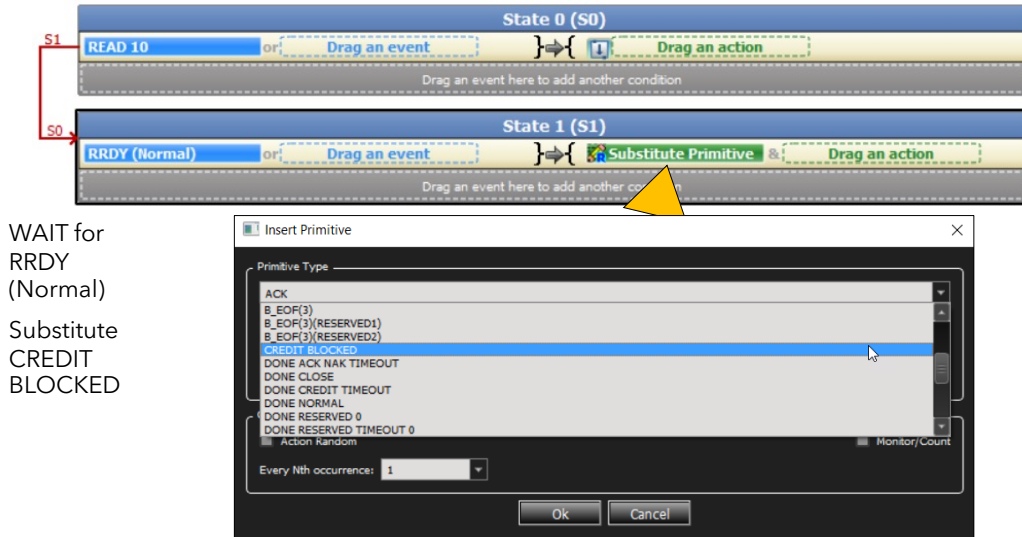 State 0 (S0)
S1
READ 10 or Drag an event }⇒{ Drag an action
Drag an event here to add another condition
State 1 (S1)
S0
RRDY (Normal) or Drag an event }⇒{ Substitute Primitive & Drag an action
Drag an event here to add another
WAIT for
RRDY
(Normal)
Substitute
CREDIT
BLOCKED
Insert Primitive
Primitive Type
ACK
B_EOF(3)
B_EOF(3)(RESERVED1)
B_EOF(3)(RESERVED2)
CREDIT BLOCKED
DONE ACK NAK TIMEOUT
DONE CLOSE
DONE CREDIT TIMEOUT
DONE NORMAL
DONE RESERVED 0
DONE RESERVED TIMEOUT 0
Action Random Monitor/Count
Every Nth occurrence: 1
Ok Cancel